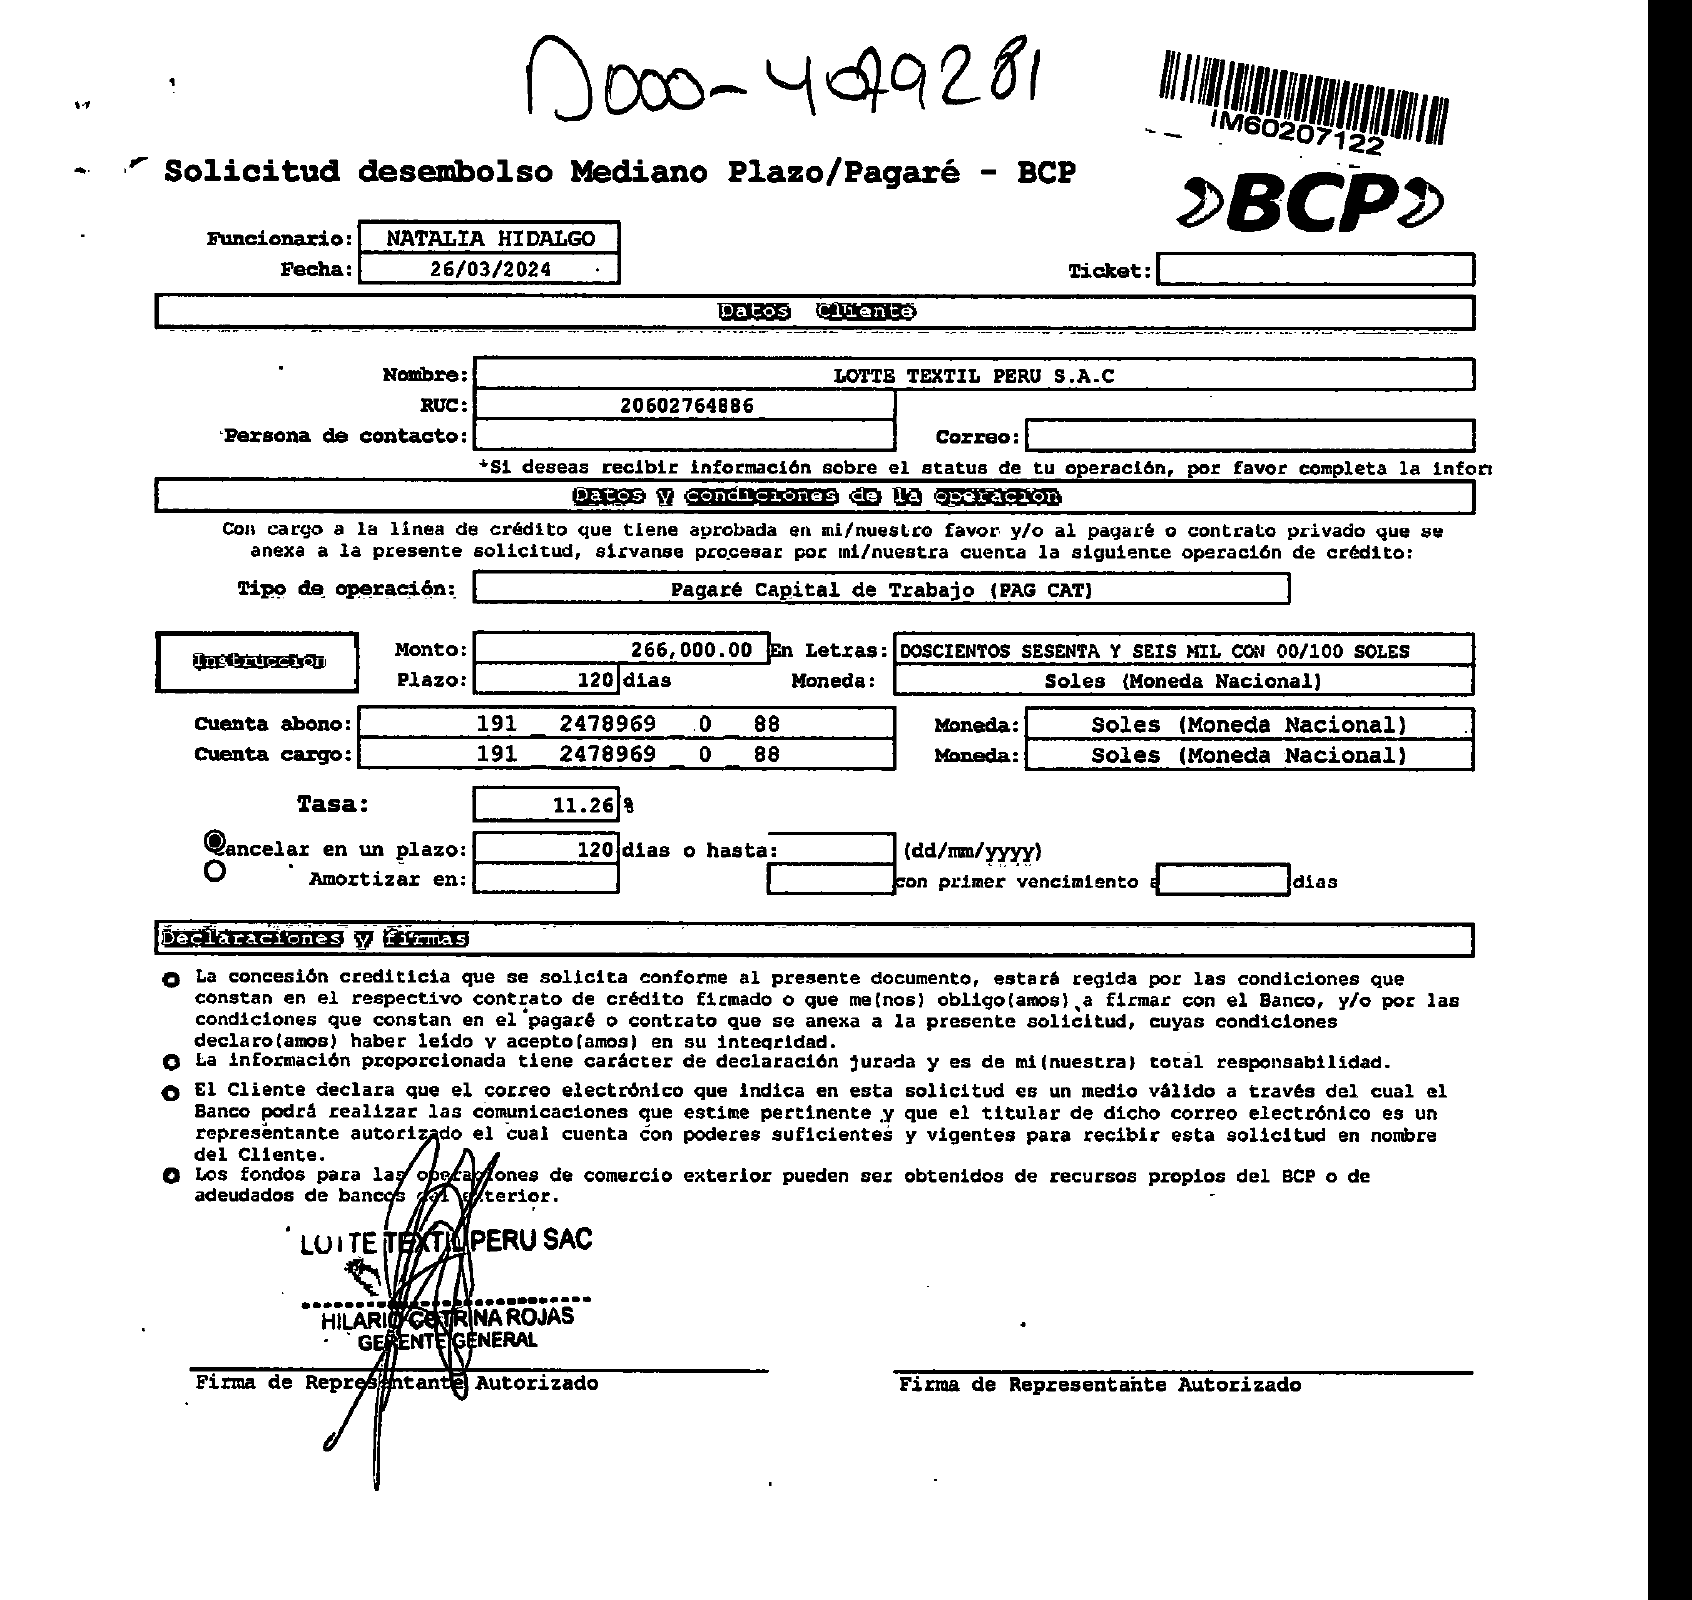 D000-4079281
IM60207122
Solicitud desembolso Mediano Plazo/Pagaré - BCP
BCP
Funcionario: NATALIA HIDALGO
Fecha: 26/03/2024
Ticket:
Datos Cliente
Nombre: LOTTE TEXTIL PERU S.A.C
RUC: 20602764886
Persona de contacto: Correo:
*Si deseas recibir información sobre el status de tu operación, por favor completa la infor
Datos y condiciones de la operación
Con cargo a la línea de crédito que tiene aprobada en mi/nuestro favor y/o al pagaré o contrato privado que se
anexa a la presente solicitud, sírvanse procesar por mi/nuestra cuenta la siguiente operación de crédito:
Tipo de operación: Pagaré Capital de Trabajo (PAG CAT)
Instrucción
Monto: 266,000.00 En Letras: DOSCIENTOS SESENTA Y SEIS MIL CON 00/100 SOLES
Plazo: 120 días Moneda: Soles (Moneda Nacional)
Cuenta abono: 191 _ 2478969 _ 0 _ 88 Moneda: Soles (Moneda Nacional)
Cuenta cargo: 191 _ 2478969 _ 0 _ 88 Moneda: Soles (Moneda Nacional)
Tasa: 11.26 %
Cancelar en un plazo: 120 días o hasta: (dd/mm/yyyy)
Amortizar en: con primer vencimiento a días
Declaraciones y firmas
La concesión crediticia que se solicita conforme al presente documento, estará regida por las condiciones que
constan en el respectivo contrato de crédito firmado o que me(nos) obligo(amos) a firmar con el Banco, y/o por las
condiciones que constan en el pagaré o contrato que se anexa a la presente solicitud, cuyas condiciones
declaro(amos) haber leído y acepto(amos) en su integridad.
La información proporcionada tiene carácter de declaración jurada y es de mi(nuestra) total responsabilidad.
El Cliente declara que el correo electrónico que indica en esta solicitud es un medio válido a través del cual el
Banco podrá realizar las comunicaciones que estime pertinente y que el titular de dicho correo electrónico es un
representante autorizado el cual cuenta con poderes suficientes y vigentes para recibir esta solicitud en nombre
del Cliente.
Los fondos para las operaciones de comercio exterior pueden ser obtenidos de recursos propios del BCP o de
adeudados de bancos del exterior.
LOTTE TEXTIL PERU SAC
HILARIO COTRINA ROJAS
GERENTE GENERAL
Firma de Representante Autorizado
Firma de Representante Autorizado